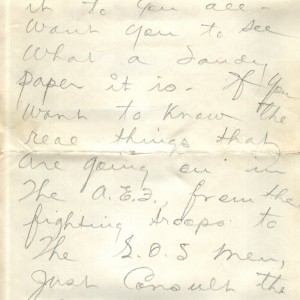 it to you all -
Want you to see
What a Dandy
paper it is - If you
want to know the
real things that
are going on in
The A.E.F., from the
fighting troops to
The S.O.S men,
Just Consult the